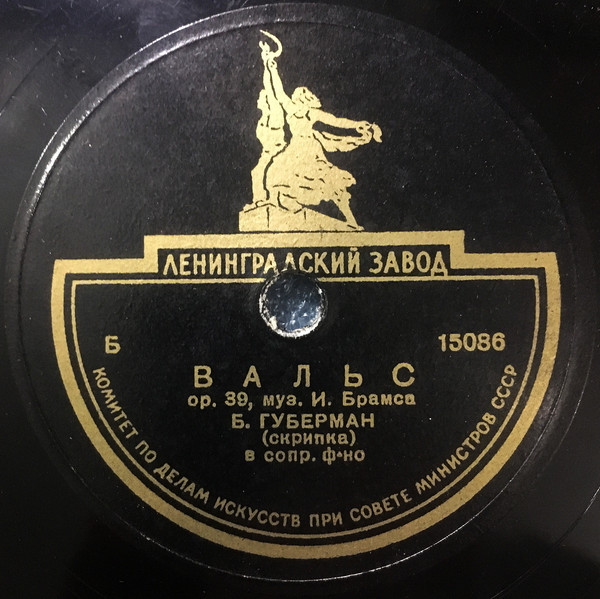 ЛЕНИНГРАДСКИЙ ЗАВОД
Б 15086
ВАЛЬС
ор. 39, муз. И. Брамса
Б. ГУБЕРМАН
(скрипка)
в сопр. ф-но
КОМИТЕТ ПО ДЕЛАМ ИСКУССТВ ПРИ СОВЕТЕ МИНИСТРОВ СССР